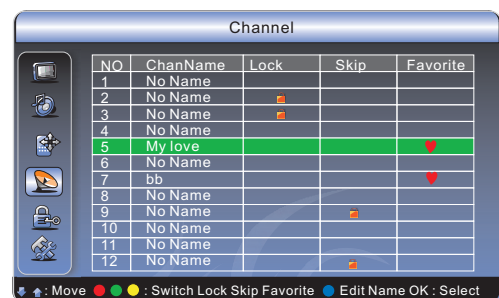 Channel
NO ChanName Lock Skip Favorite
1 No Name
2 No Name
3 No Name
4 No Name
5 My love
6 No Name
7 bb
8 No Name
9 No Name
10 No Name
11 No Name
12 No Name
: Move : Switch Lock Skip Favorite Edit Name OK : Select